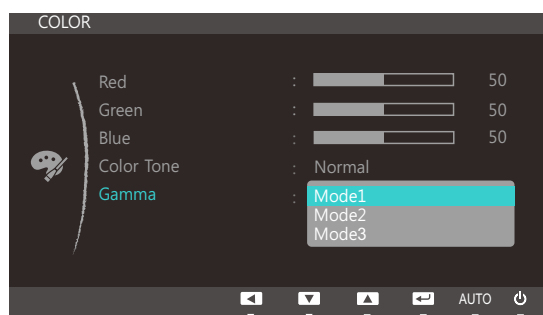 COLOR
Red : 50
Green : 50
Blue : 50
Color Tone : Normal
Gamma : Mode1
Mode2
Mode3
AUTO